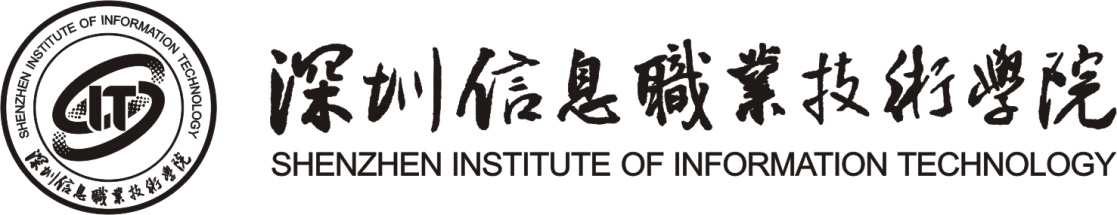 SHENZHEN INSTITUTE OF INFORMATION TECHNOLOGY
I.T
深圳信息職業技術學院
深圳信息職業技術學院
SHENZHEN INSTITUTE OF INFORMATION TECHNOLOGY